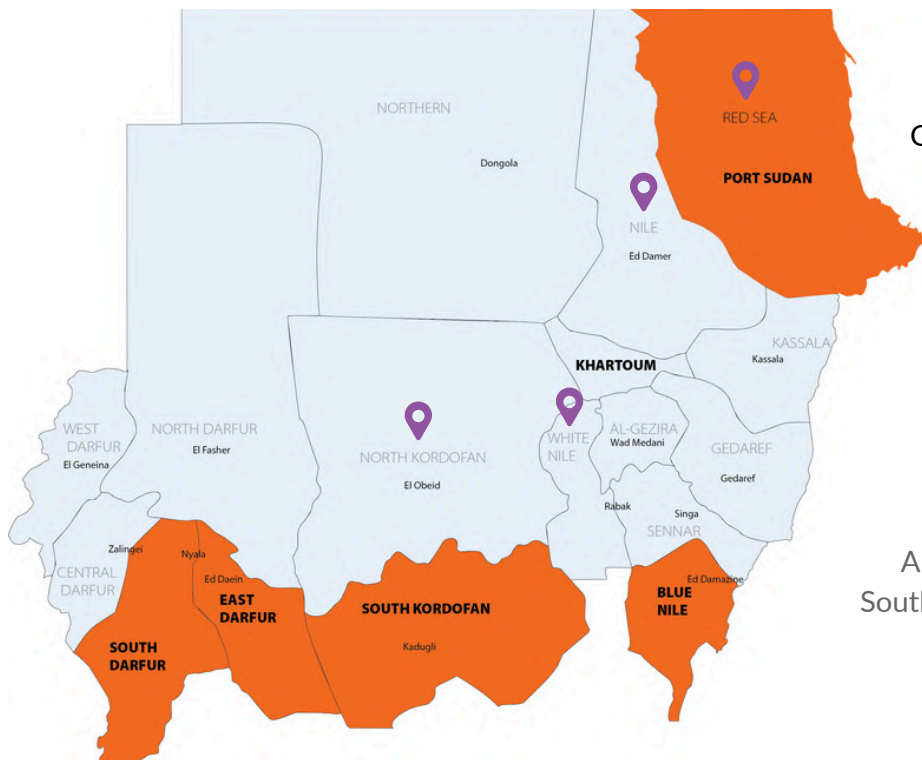 NORTHERN
Dongola
RED SEA
PORT SUDAN
NILE
Ed Damer
KHARTOUM
KASSALA
Kassala
WEST
DARFUR
El Geneina
NORTH DARFUR
El Fasher
NORTH KORDOFAN
El Obeid
WHITE
NILE
AL-GEZIRA
Wad Medani
GEDAREF
Gedaref
Rabak
Singa
SENNAR
Zalingei
CENTRAL
DARFUR
Nyala
Ed Daein
EAST
DARFUR
SOUTH KORDOFAN
Kadugli
Ed Damazine
BLUE
NILE
SOUTH
DARFUR
A
South